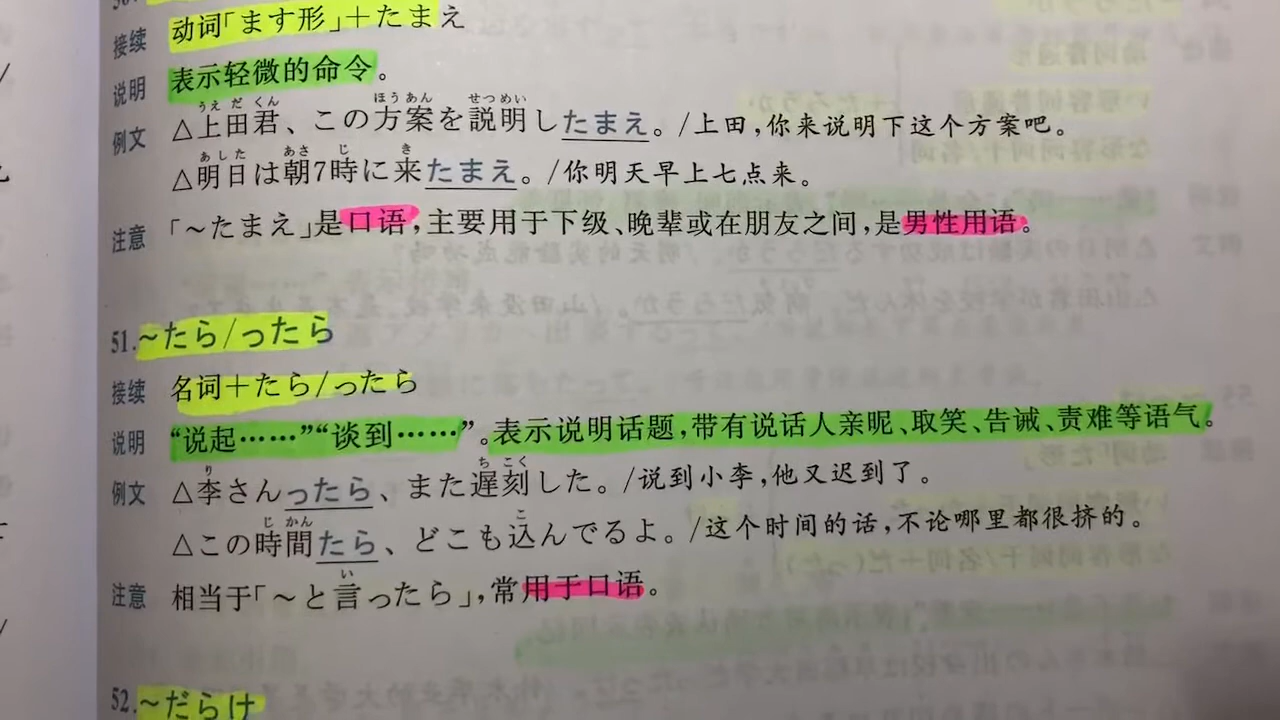 接续 动词「ます形」＋たまえ
说明 表示轻微的命令。
例文 △上田君、この方案を説明したまえ。/上田,你来说明下这个方案吧。
△明日は朝7時に来たまえ。/你明天早上七点来。
注意 「～たまえ」是口语,主要用于下级、晚辈或在朋友之间,是男性用语。
51.～たら/ったら
接续 名词＋たら/ったら
说明 “说起……”“谈到……”。表示说明话题,带有说话人亲昵、取笑、告诫、责难等语气。
例文 △李さんったら、また遅刻した。/说到小李,他又迟到了。
△この時間たら、どこも込んでるよ。/这个时间的话,不论哪里都很挤的。
注意 相当于「～と言ったら」,常用于口语。
52.～だらけ